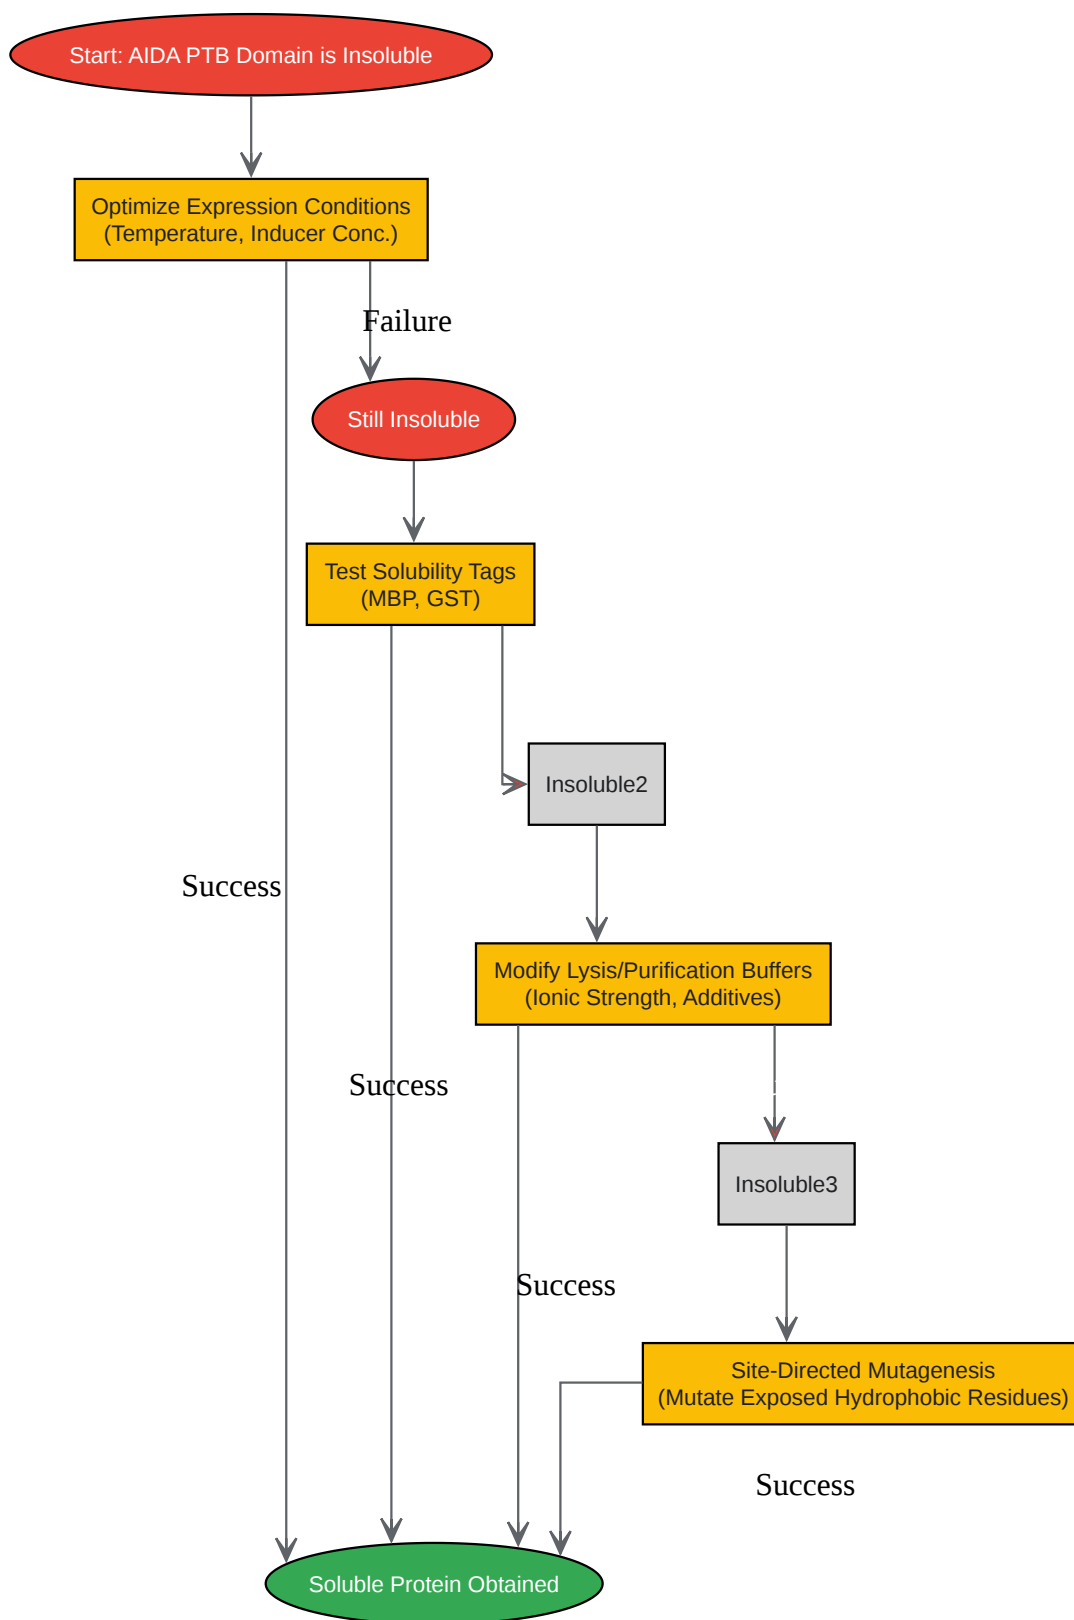 Start: AIDA PTB Domain is Insoluble
Optimize Expression Conditions
(Temperature, Inducer Conc.)
Failure
Still Insoluble
Test Solubility Tags
(MBP, GST)
Insoluble2
Success
Modify Lysis/Purification Buffers
(Ionic Strength, Additives)
Success
Insoluble3
Success
Site-Directed Mutagenesis
(Mutate Exposed Hydrophobic Residues)
Success
Soluble Protein Obtained